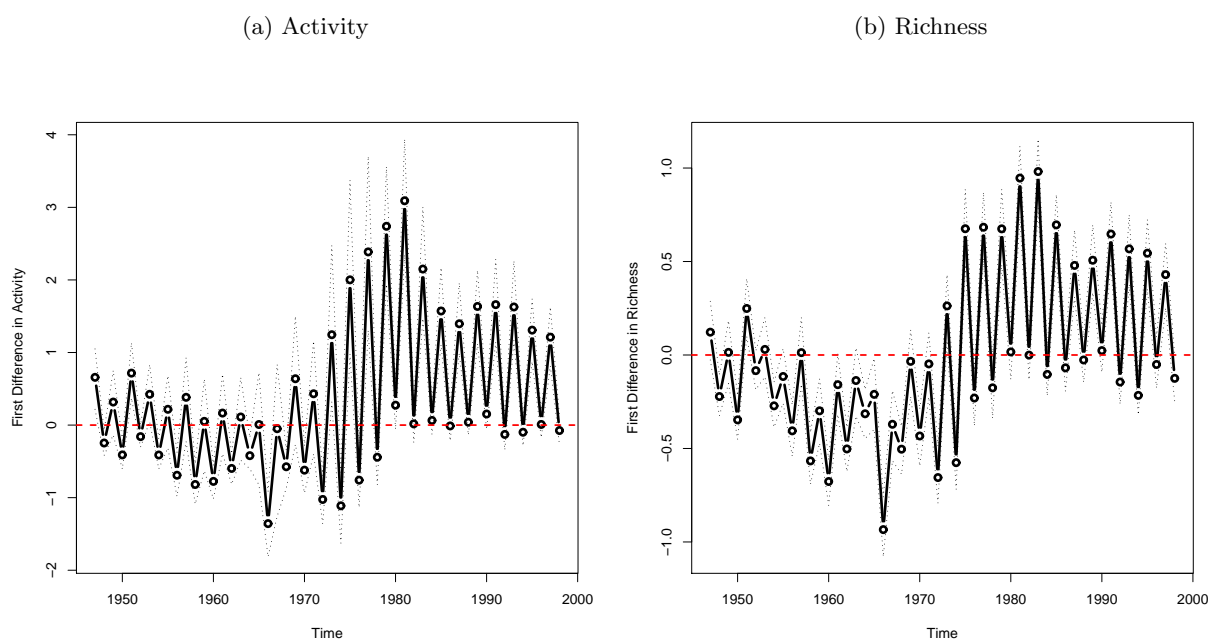 (a) Activity
First Difference in Activity
4
3
2
1
0
−1
−2
1950 1960 1970 1980 1990 2000
Time
(b) Richness
First Difference in Richness
1.0
0.5
0.0
−0.5
−1.0
1950 1960 1970 1980 1990 2000
Time